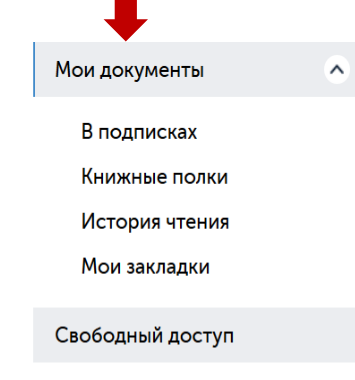 Мои документы
В подписках
Книжные полки
История чтения
Мои закладки
Свободный доступ